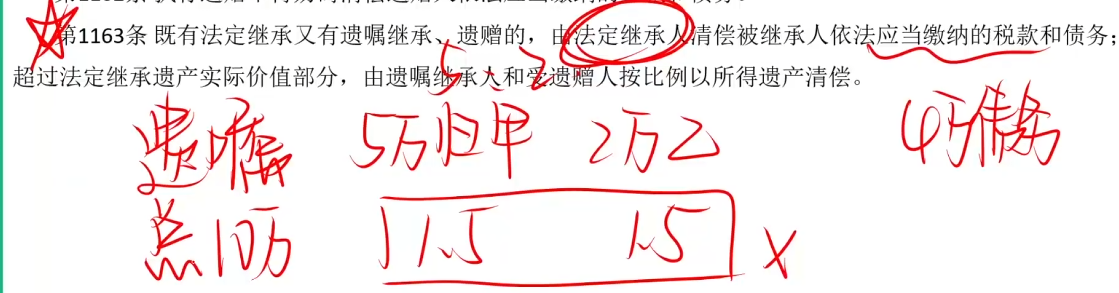 第1163条 既有法定继承又有遗嘱继承、遗赠的，由法定继承人清偿被继承人依法应当缴纳的税款和债务；
超过法定继承遗产实际价值部分，由遗嘱继承人和受遗赠人按比例以所得遗产清偿。
5:2
遗嘱 5万归甲 2万乙 4万债务
总10万 1.5 1.5 X